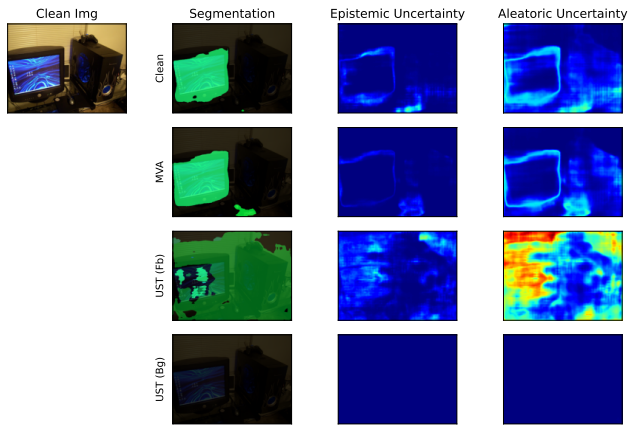 Clean Img
Segmentation
Epistemic Uncertainty
Aleatoric Uncertainty
Clean
MVA
UST (Fb)
UST (Bg)